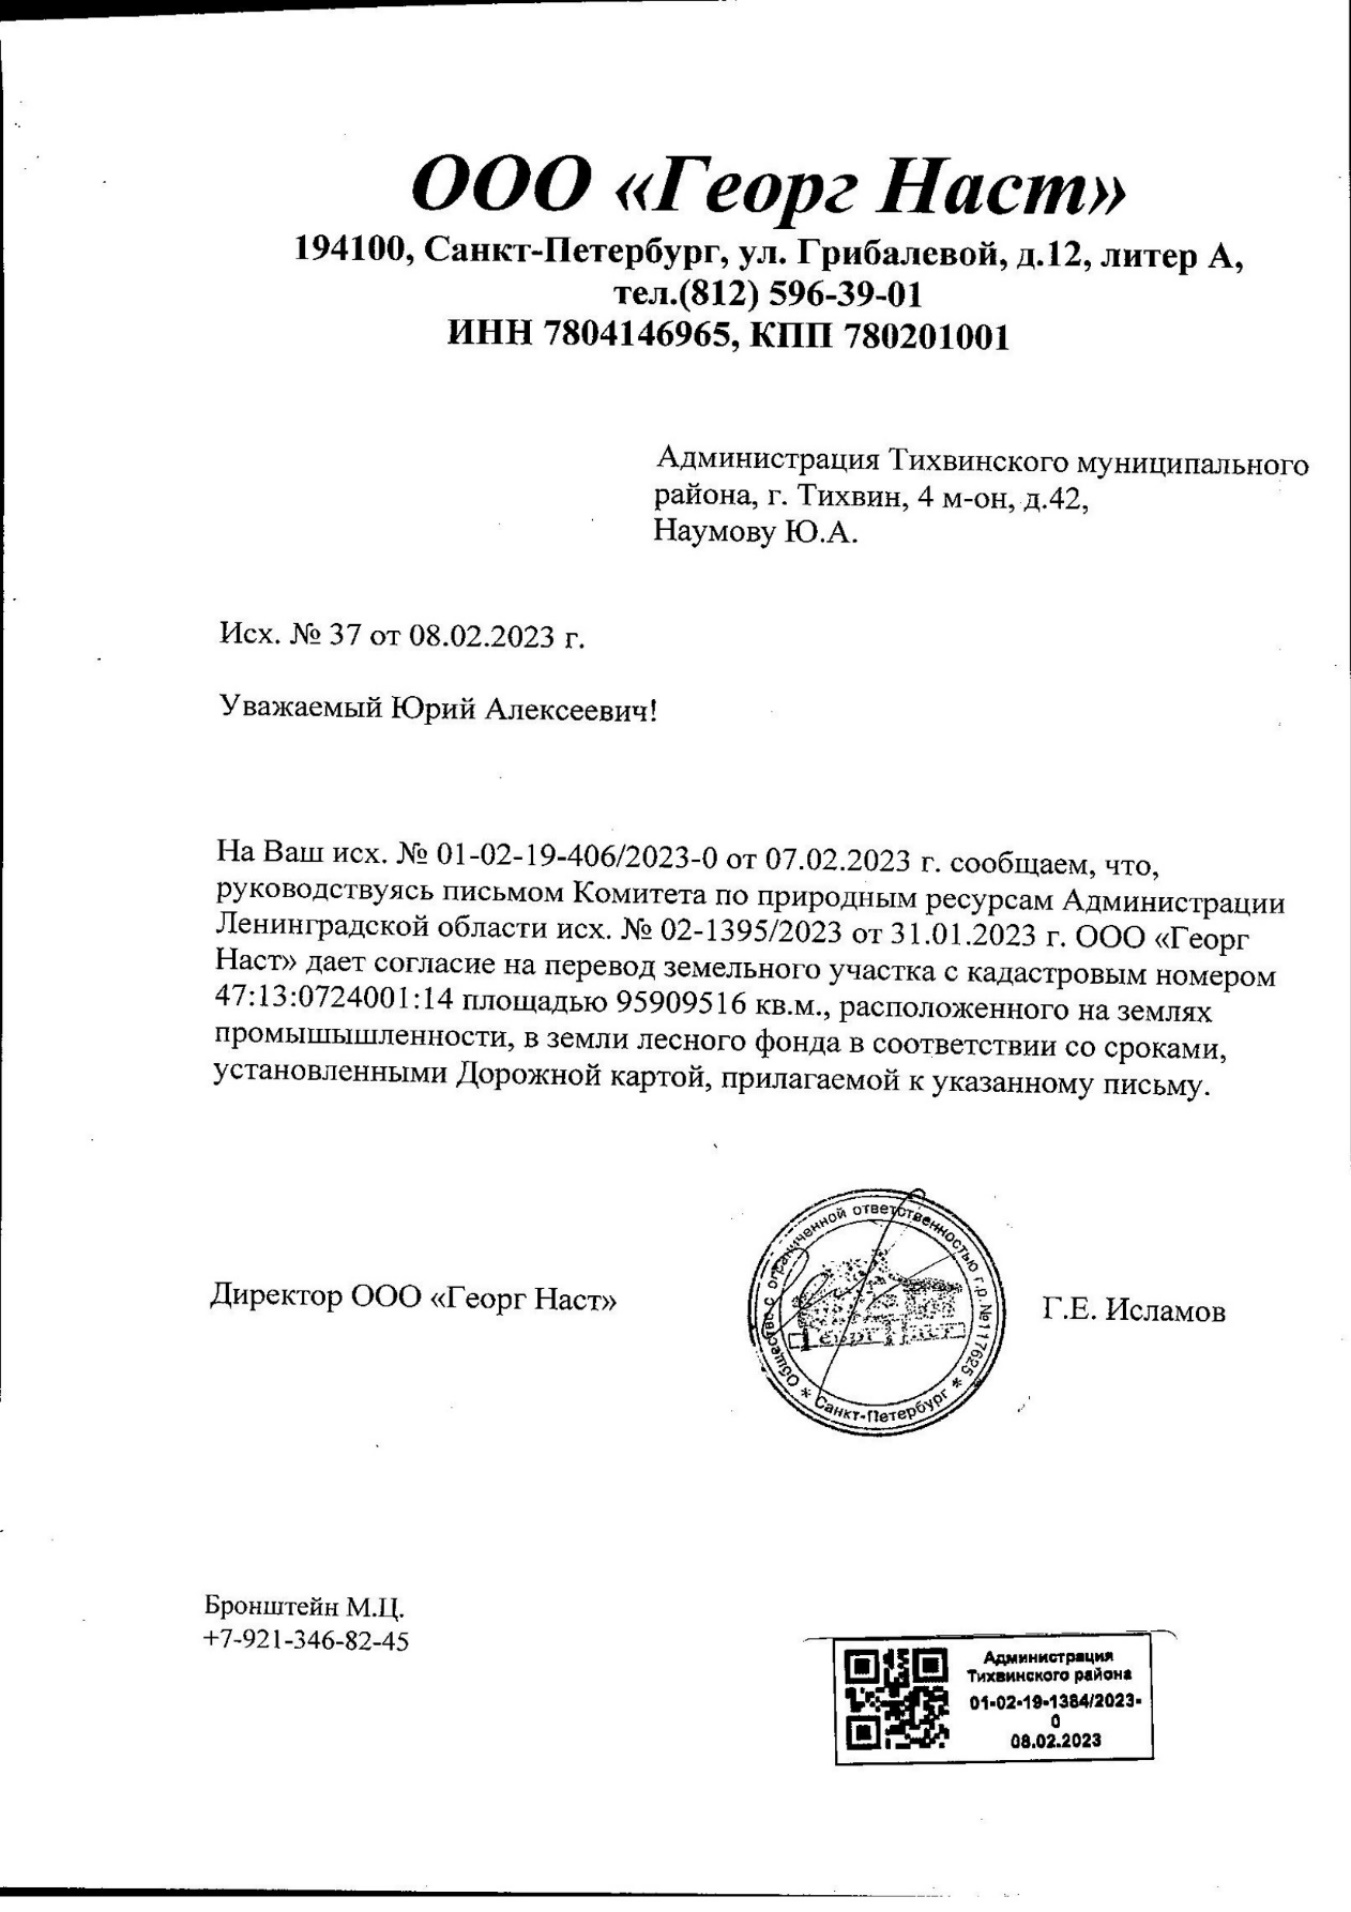 ООО «Георг Наст»
194100, Санкт-Петербург, ул. Грибалевой, д.12, литер А,
тел.(812) 596-39-01
ИНН 7804146965, КПП 780201001
Администрация Тихвинского муниципального
района, г. Тихвин, 4 м-он, д.42,
Наумову Ю.А.
Исх. № 37 от 08.02.2023 г.
Уважаемый Юрий Алексеевич!
На Ваш исх. № 01-02-19-406/2023-0 от 07.02.2023 г. сообщаем, что,
руководствуясь письмом Комитета по природным ресурсам Администрации
Ленинградской области исх. № 02-1395/2023 от 31.01.2023 г. ООО «Георг
Наст» дает согласие на перевод земельного участка с кадастровым номером
47:13:0724001:14 площадью 95909516 кв.м., расположенного на землях
промышышленности, в земли лесного фонда в соответствии со сроками,
установленными Дорожной картой, прилагаемой к указанному письму.
Директор ООО «Георг Наст»
Общество с ограниченной ответственностью г.р. №117625
Георг Наст
* Санкт-Петербург *
Г.Е. Исламов
Бронштейн М.Ц.
+7-921-346-82-45
Администрация
Тихвинского района
01-02-19-1384/2023-
0
08.02.2023